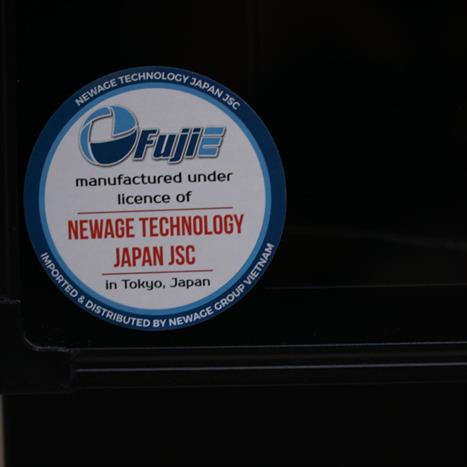 NEWAGE TECHNOLOGY JAPAN JSC
FujiE
manufactured under
licence of
NEWAGE TECHNOLOGY
JAPAN JSC
in Tokyo, Japan
IMPORTED & DISTRIBUTED BY NEWAGE GROUP VIETNAM